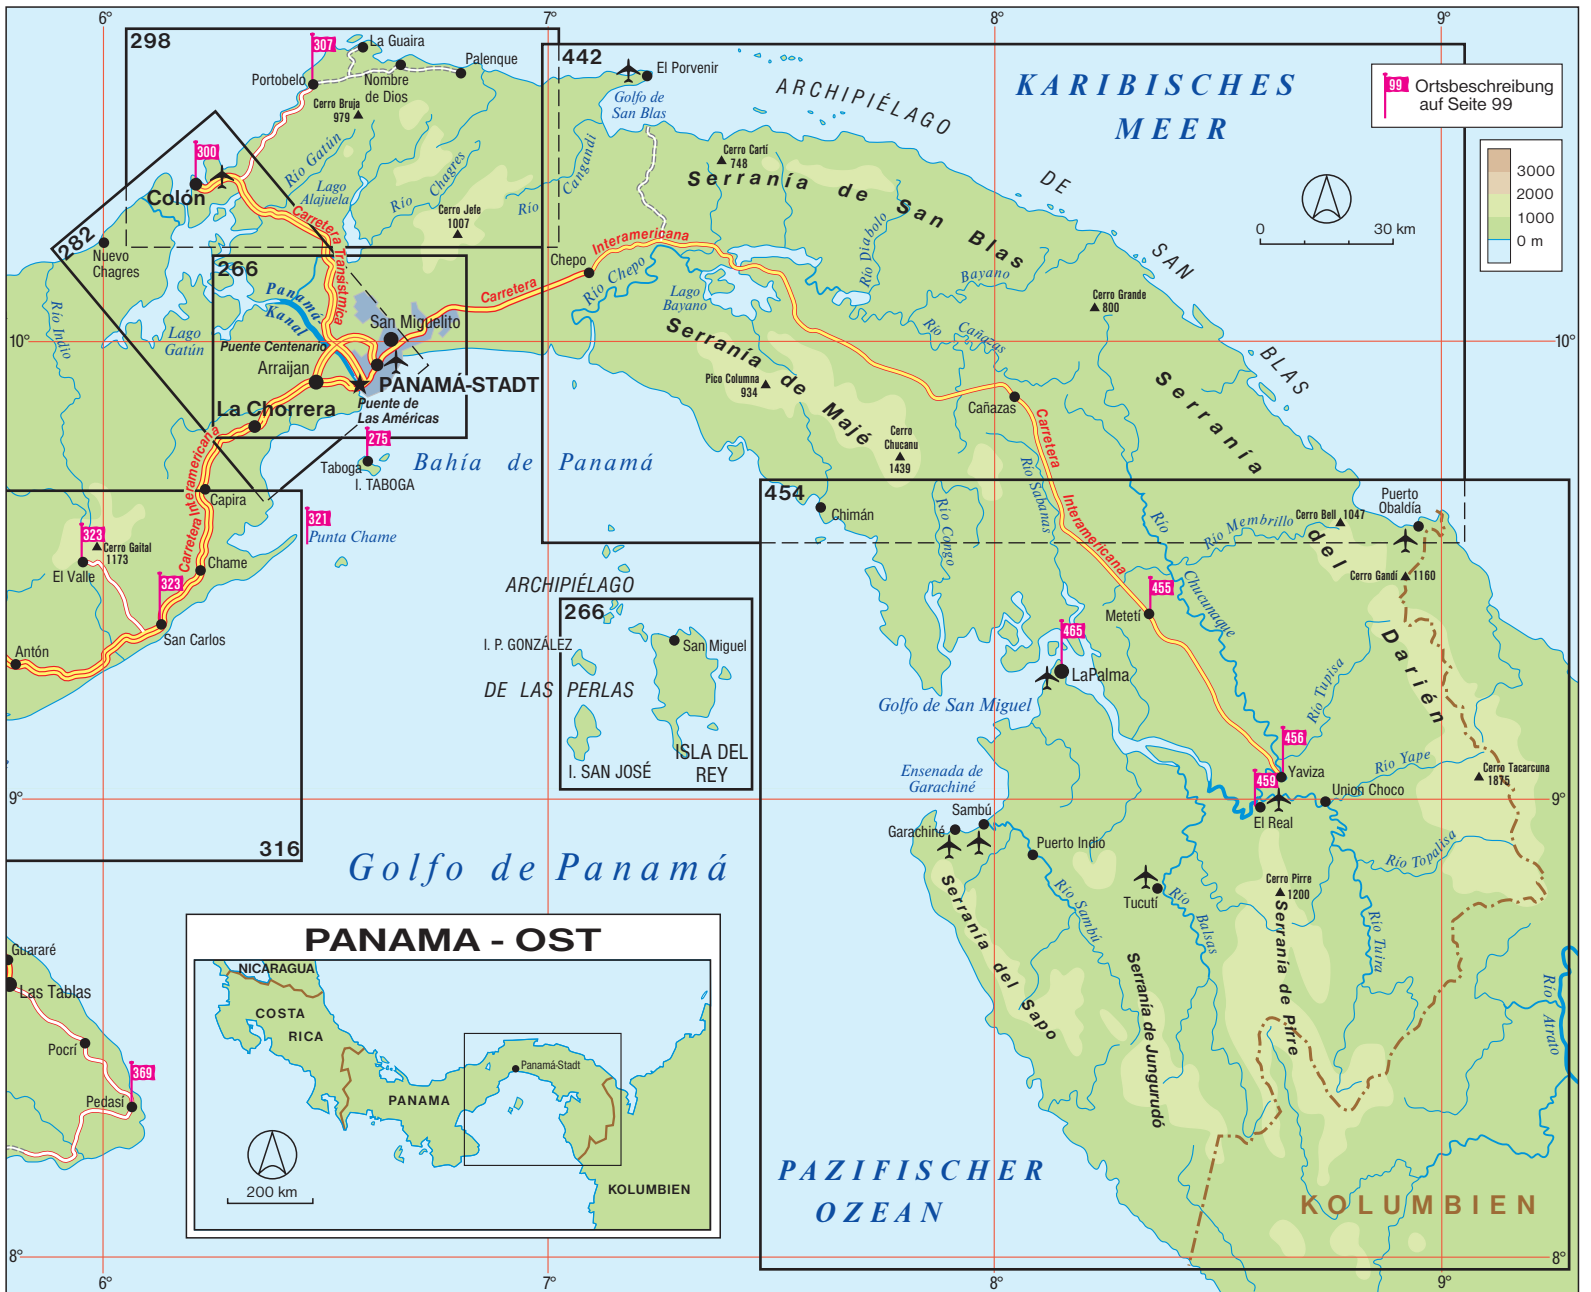 6°
7°
8°
9°
298
307
La Guaira
Palenque
Portobelo
Nombre
de Dios
Cerro Bruja
979
442
El Porvenir
Golfo de
San Blas
ARCHIPIÉLAGO
DE
SAN
BLAS
KARIBISCHES
MEER
99
Ortsbeschreibung
auf Seite 99
3000
2000
1000
0 m
0
30 km
300
Colón
Río Gatún
Lago
Alajuela
Río Chagres
Cerro Jefe
1007
Río
Cangandi
Cerro Cartí
748
Serranía de San Blas
Carretera Transístmica
282
Nuevo
Chagres
Río Indio
266
Panamá
Kanal
Lago
Gatún
San Miguelito
Puente Centenario
Arraijan
PANAMÁ-STADT
Puente de
Las Américas
La Chorrera
Chepo
Carretera
Interamericana
Río Chepo
Lago
Bayano
Río Diabolo
Bayano
Río
Cañazas
Cerro Grande
800
10°
10°
Serranía de Majé
Pico Columna
934
Cerro
Chucanu
1439
Cañazas
Carretera
Interamericana
Serranía
del
Darién
275
Taboga
I. TABOGA
Bahía de Panamá
Carretera Interamericana
Capira
321
Punta Chame
323
Cerro Gaital
1173
El Valle
Chame
323
San Carlos
Antón
316
454
Chimán
Río Congo
Río Sabanas
Río
Chucunaque
Río Membrillo
Cerro Bell
1047
Puerto
Obaldía
Cerro Gandí
1160
455
Metetí
465
LaPalma
Golfo de San Miguel
ARCHIPIÉLAGO
DE LAS PERLAS
266
I. P. GONZÁLEZ
San Miguel
I. SAN JOSÉ
ISLA DEL
REY
Río Tupisa
456
Yaviza
459
El Real
Río Yape
Union Choco
Cerro Tacarcuna
1875
9°
9°
Ensenada de
Garachiné
Sambú
Garachiné
Puerto Indio
Río Topalisa
Tucutí
Cerro Pirre
1200
Río Sambú
Río
Balsas
Río Tuira
Río Atrato
Serranía
del Sapo
Serranía de Jungurudó
Serranía de Pirre
Golfo de Panamá
Guararé
Las Tablas
Pocrí
369
Pedasí
PANAMA - OST
NICARAGUA
COSTA
RICA
Panamá-Stadt
PANAMA
KOLUMBIEN
200 km
PAZIFISCHER
OZEAN
KOLUMBIEN
8°
8°
6°
7°
8°
9°